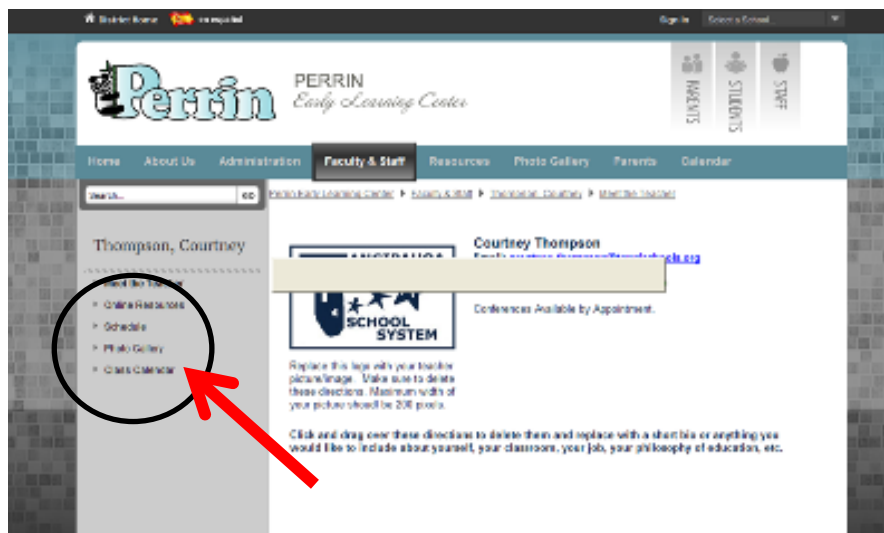 District Home en español Sign In Select a School...
Perrin
PERRIN
Early Learning Center
PARENTS
STUDENTS
STAFF
Home About Us Administration Faculty & Staff Resources Photo Gallery Parents Calendar
Search... GO
Perrin Early Learning Center Faculty & Staff Thompson, Courtney Meet the Teacher
Thompson, Courtney
Meet the Teacher
Online Resources
Schedule
Photo Gallery
Class Calendar
SCHOOL
SYSTEM
Courtney Thompson
Conferences Available by Appointment.
Replace this logo with your teacher
picture/image. Make sure to delete
these directions. Maximum width of
your picture should be 200 pixels.
Click and drag over these directions to delete them and replace with a short bio or anything you
would like to include about yourself, your classroom, your job, your philosophy of education, etc.